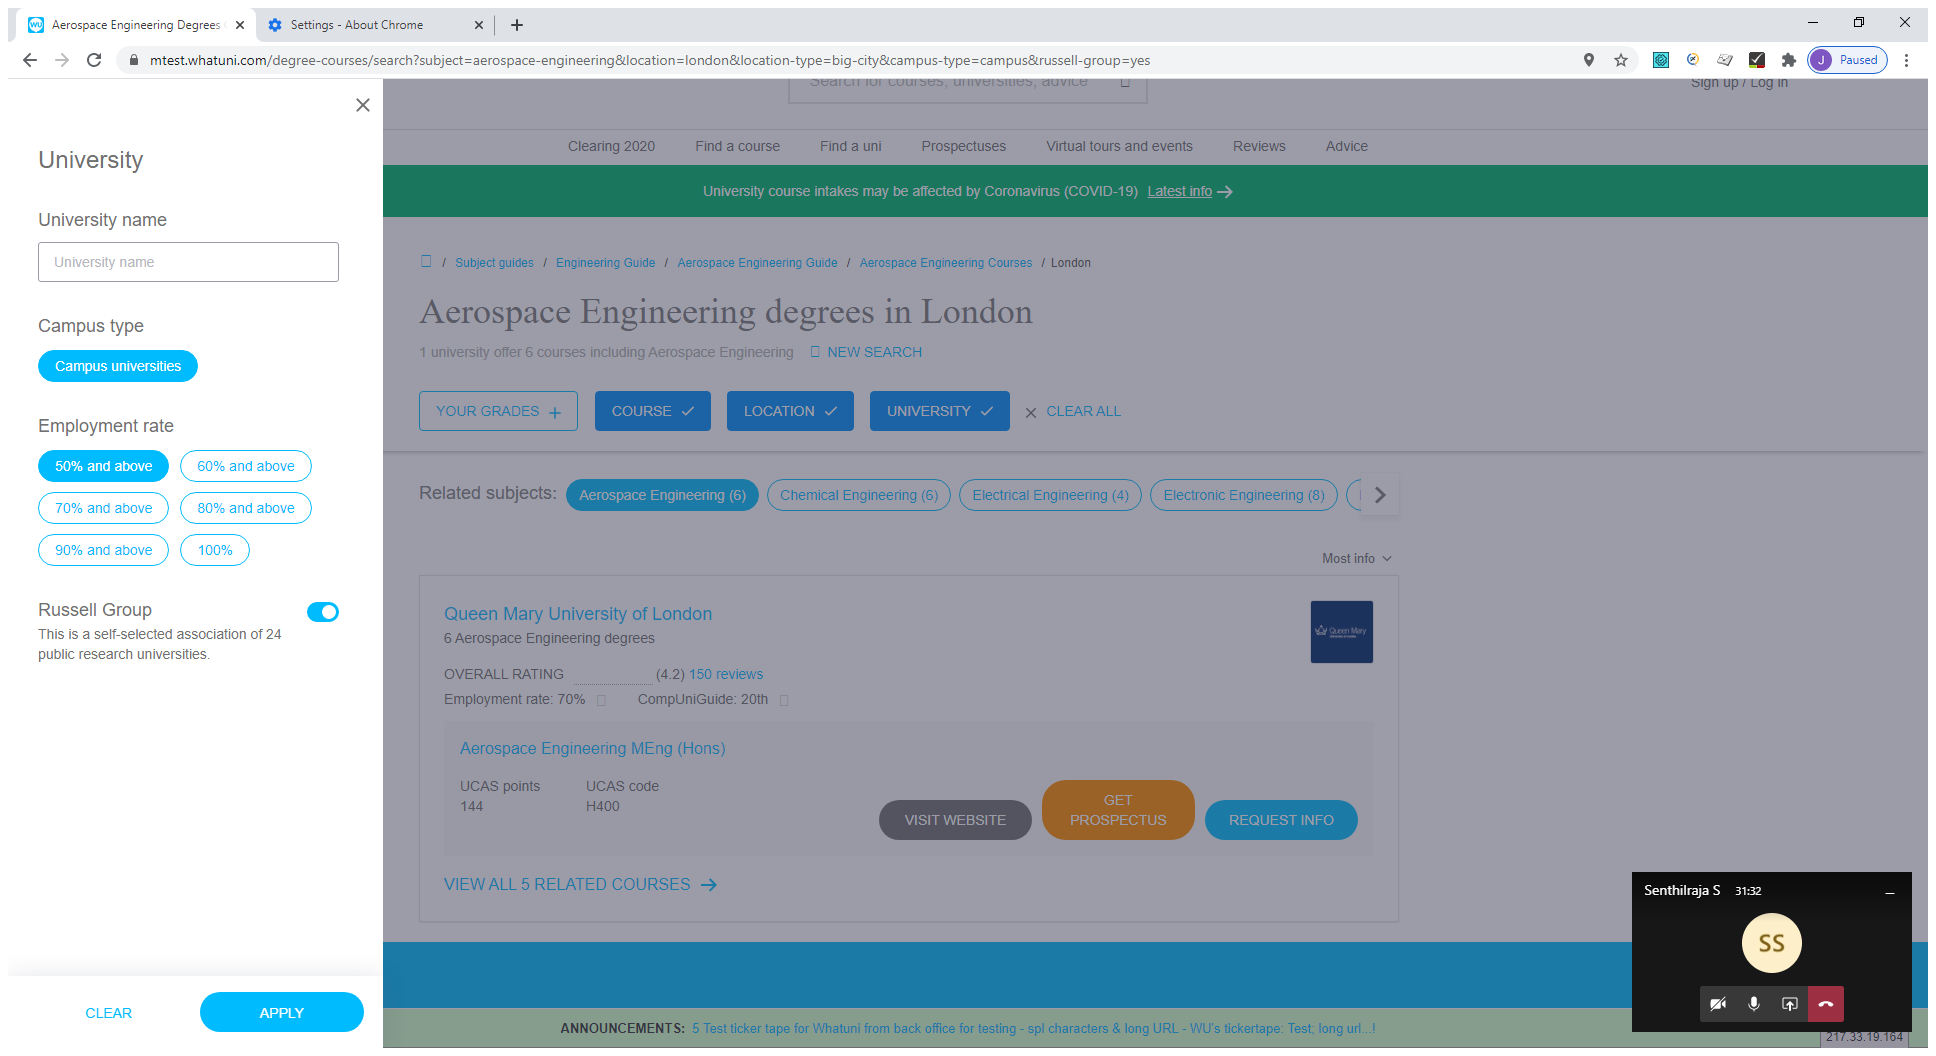 Aerospace Engineering Degrees
Settings - About Chrome
mtest.whatuni.com/degree-courses/search?subject=aerospace-engineering&location=london&location-type=big-city&campus-type=campus&russell-group=yes
J Paused
University
University name
University name
Campus type
Campus universities
Employment rate
50% and above
60% and above
70% and above
80% and above
90% and above
100%
Russell Group
This is a self-selected association of 24
public research universities.
CLEAR
APPLY
Search for courses, universities, advice
Sign up / Log in
Clearing 2020
Find a course
Find a uni
Prospectuses
Virtual tours and events
Reviews
Advice
University course intakes may be affected by Coronavirus (COVID-19) Latest info
/ Subject guides / Engineering Guide / Aerospace Engineering Guide / Aerospace Engineering Courses / London
Aerospace Engineering degrees in London
1 university offer 6 courses including Aerospace Engineering
NEW SEARCH
YOUR GRADES
COURSE
LOCATION
UNIVERSITY
CLEAR ALL
Related subjects:
Aerospace Engineering (6)
Chemical Engineering (6)
Electrical Engineering (4)
Electronic Engineering (8)
Most info
Queen Mary University of London
6 Aerospace Engineering degrees
Queen Mary
OVERALL RATING (4.2) 150 reviews
Employment rate: 70% CompUniGuide: 20th
Aerospace Engineering MEng (Hons)
UCAS points UCAS code
144 H400
VISIT WEBSITE
GET
PROSPECTUS
REQUEST INFO
VIEW ALL 5 RELATED COURSES
Senthilraja S 31:32
SS
ANNOUNCEMENTS: 5 Test ticker tape for Whatuni from back office for testing - spl characters & long URL - WU's tickertape: Test; long url...!
217.33.19.164